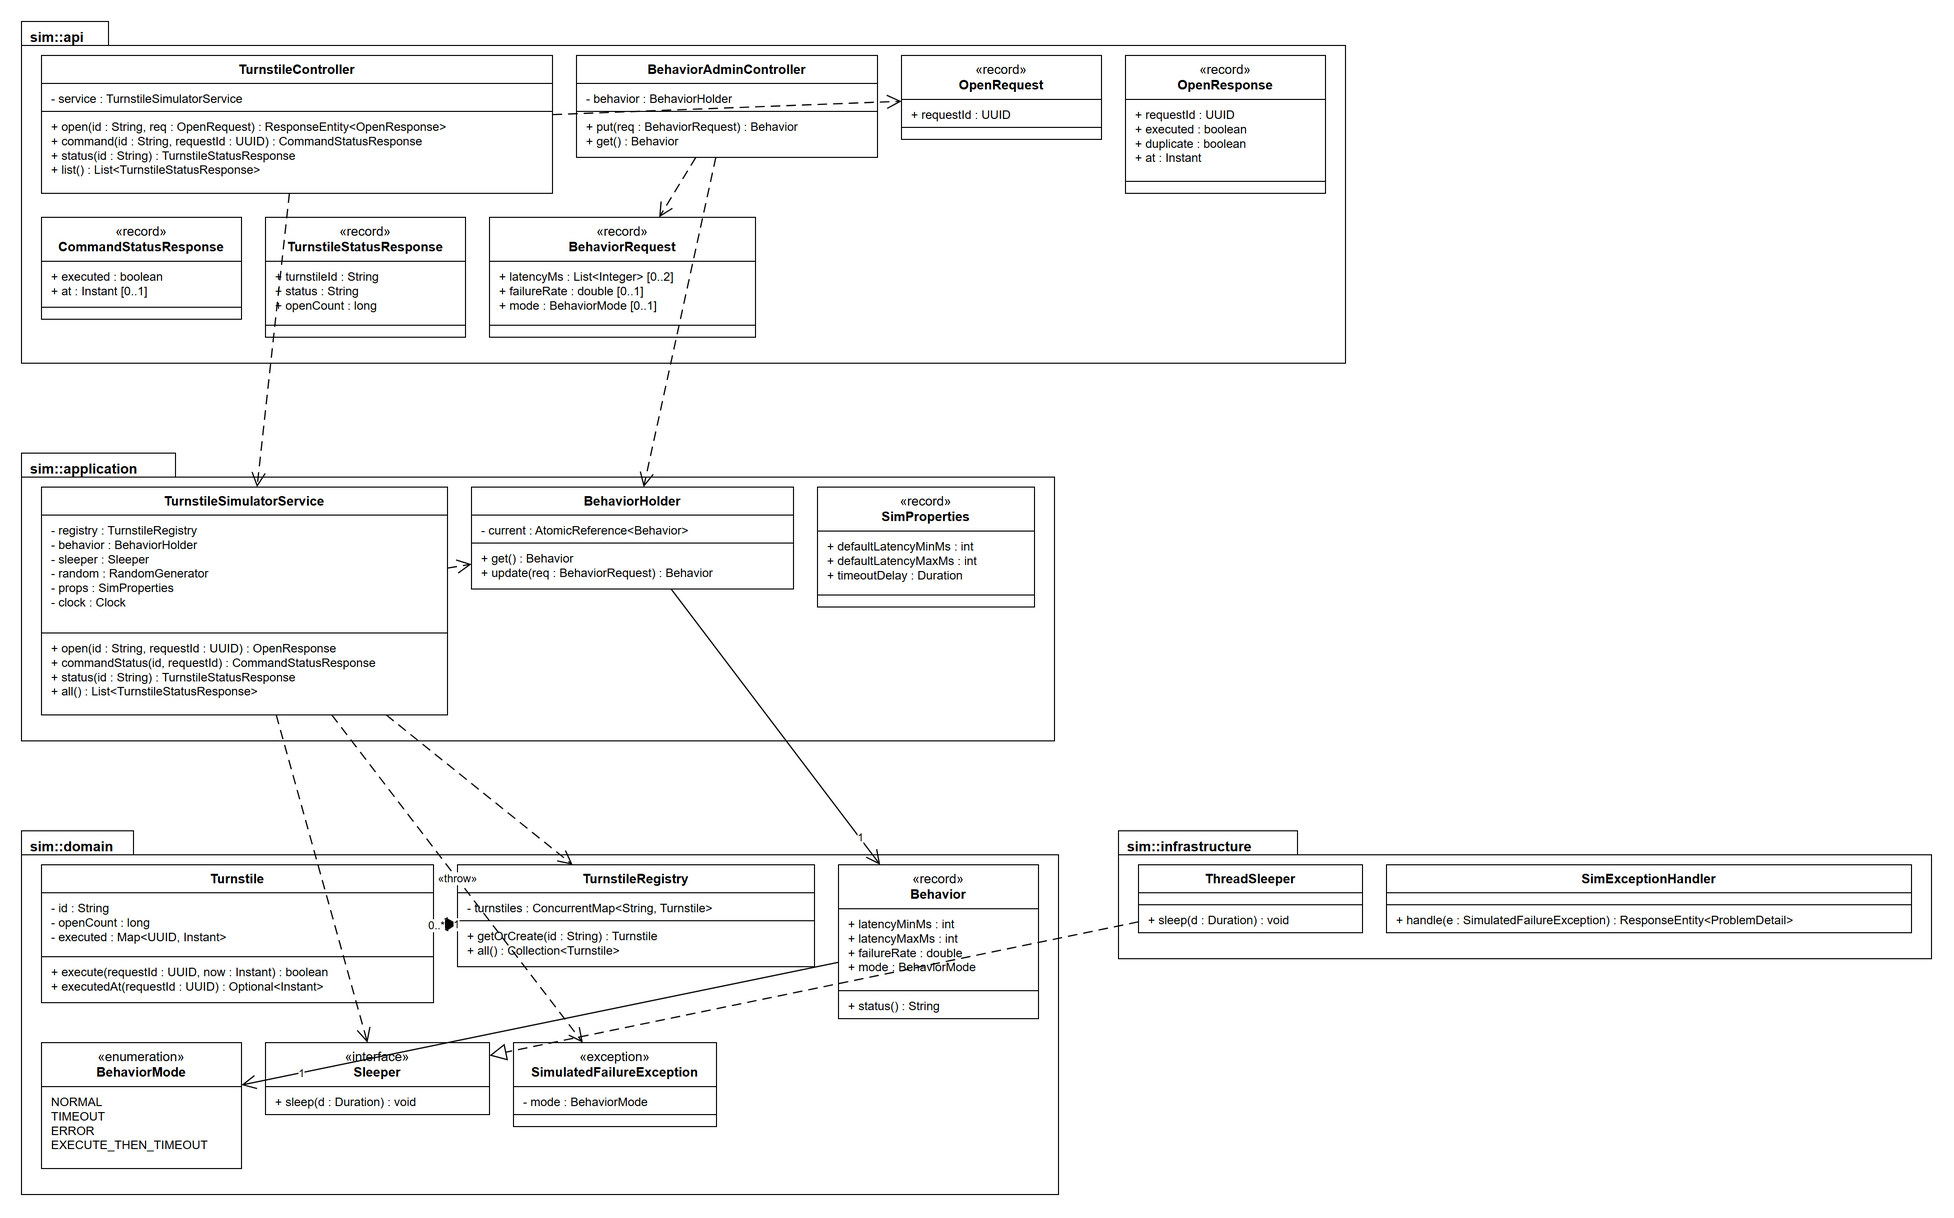 sim::api
TurnstileController
- service : TurnstileSimulatorService
+ open(id : String, req : OpenRequest) : ResponseEntity<OpenResponse>
+ command(id : String, requestId : UUID) : CommandStatusResponse
+ status(id : String) : TurnstileStatusResponse
+ list() : List<TurnstileStatusResponse>
BehaviorAdminController
- behavior : BehaviorHolder
+ put(req : BehaviorRequest) : Behavior
+ get() : Behavior
«record»
OpenRequest
+ requestId : UUID
«record»
OpenResponse
+ requestId : UUID
+ executed : boolean
+ duplicate : boolean
+ at : Instant
«record»
CommandStatusResponse
+ executed : boolean
+ at : Instant [0..1]
«record»
TurnstileStatusResponse
+ turnstileId : String
+ status : String
+ openCount : long
«record»
BehaviorRequest
+ latencyMs : List<Integer> [0..2]
+ failureRate : double [0..1]
+ mode : BehaviorMode [0..1]
sim::application
TurnstileSimulatorService
- registry : TurnstileRegistry
- behavior : BehaviorHolder
- sleeper : Sleeper
- random : RandomGenerator
- props : SimProperties
- clock : Clock
+ open(id : String, requestId : UUID) : OpenResponse
+ commandStatus(id, requestId) : CommandStatusResponse
+ status(id : String) : TurnstileStatusResponse
+ all() : List<TurnstileStatusResponse>
BehaviorHolder
- current : AtomicReference<Behavior>
+ get() : Behavior
+ update(req : BehaviorRequest) : Behavior
«record»
SimProperties
+ defaultLatencyMinMs : int
+ defaultLatencyMaxMs : int
+ timeoutDelay : Duration
1
sim::domain
Turnstile
- id : String
- openCount : long
- executed : Map<UUID, Instant>
+ execute(requestId : UUID, now : Instant) : boolean
+ executedAt(requestId : UUID) : Optional<Instant>
«throw»
0..*
1
TurnstileRegistry
- turnstiles : ConcurrentMap<String, Turnstile>
+ getOrCreate(id : String) : Turnstile
+ all() : Collection<Turnstile>
«record»
Behavior
+ latencyMinMs : int
+ latencyMaxMs : int
+ failureRate : double
+ mode : BehaviorMode
+ status() : String
«enumeration»
BehaviorMode
NORMAL
TIMEOUT
ERROR
EXECUTE_THEN_TIMEOUT
1
«interface»
Sleeper
+ sleep(d : Duration) : void
«exception»
SimulatedFailureException
- mode : BehaviorMode
sim::infrastructure
ThreadSleeper
+ sleep(d : Duration) : void
SimExceptionHandler
+ handle(e : SimulatedFailureException) : ResponseEntity<ProblemDetail>